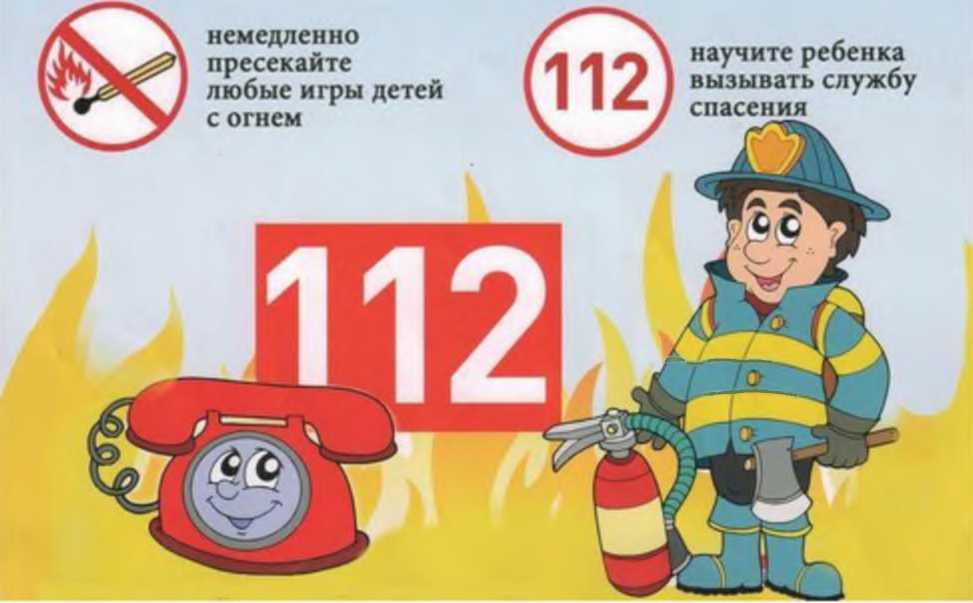 немедленно
пресекайте
любые игры детей
с огнем
112
научите ребенка
вызывать службу
спасения
112